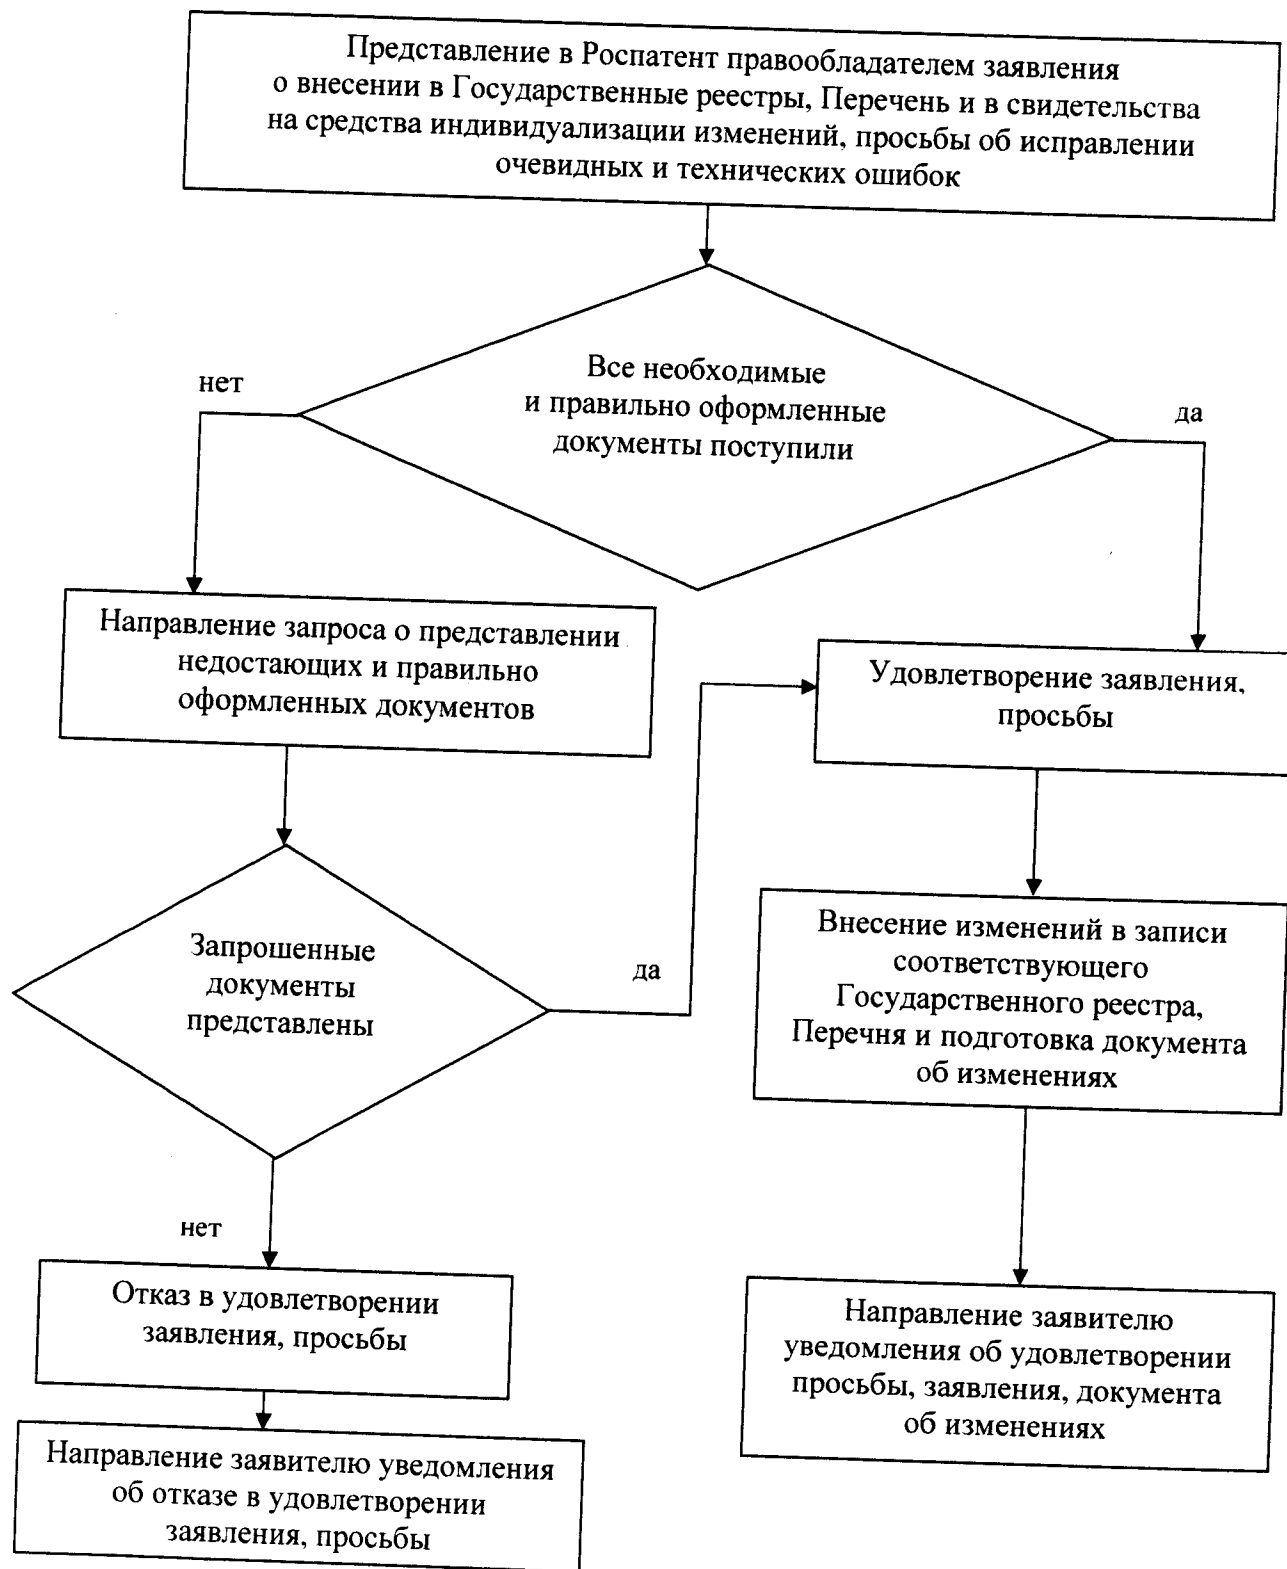 Представление в Роспатент правообладателем заявления
о внесении в Государственные реестры, Перечень и в свидетельства
на средства индивидуализации изменений, просьбы об исправлении
очевидных и технических ошибок
Все необходимые
и правильно оформленные
документы поступили
нет
да
Направление запроса о представлении
недостающих и правильно
оформленных документов
Удовлетворение заявления,
просьбы
Запрошенные
документы
представлены
да
Внесение изменений в записи
соответствующего
Государственного реестра,
Перечня и подготовка документа
об изменениях
нет
Отказ в удовлетворении
заявления, просьбы
Направление заявителю
уведомления об удовлетворении
просьбы, заявления, документа
об изменениях
Направление заявителю уведомления
об отказе в удовлетворении
заявления, просьбы